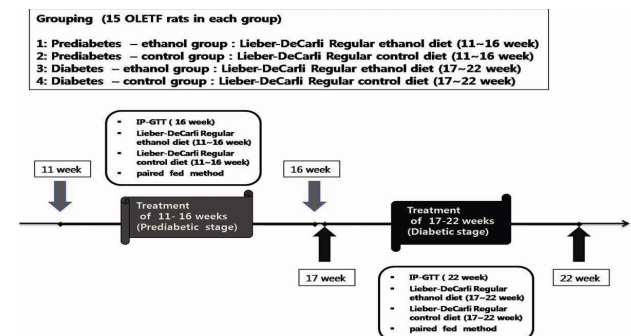 Grouping (15 OLETF rats in each group)
1: Prediabetes – ethanol group : Lieber-DeCarli Regular ethanol diet (11~16 week)
2: Prediabetes – control group : Lieber-DeCarli Regular control diet (11~16 week)
3: Diabetes – ethanol group : Lieber-DeCarli Regular ethanol diet (17~22 week)
4: Diabetes – control group : Lieber-DeCarli Regular control diet (17~22 week)
- IP-GTT ( 16 week)
- Lieber-DeCarli Regular
ethanol diet (11~16 week)
- Lieber-DeCarli Regular
control diet (11~16 week)
- paired fed method
11 week
16 week
Treatment
of 11- 16 weeks
(Prediabetic stage)
Treatment
of 17-22 weeks
(Diabetic stage)
17 week
22 week
- IP-GTT ( 22 week)
- Lieber-DeCarli Regular
ethanol diet (17~22 week)
- Lieber-DeCarli Regular
control diet (17~22 week)
- paired fed method